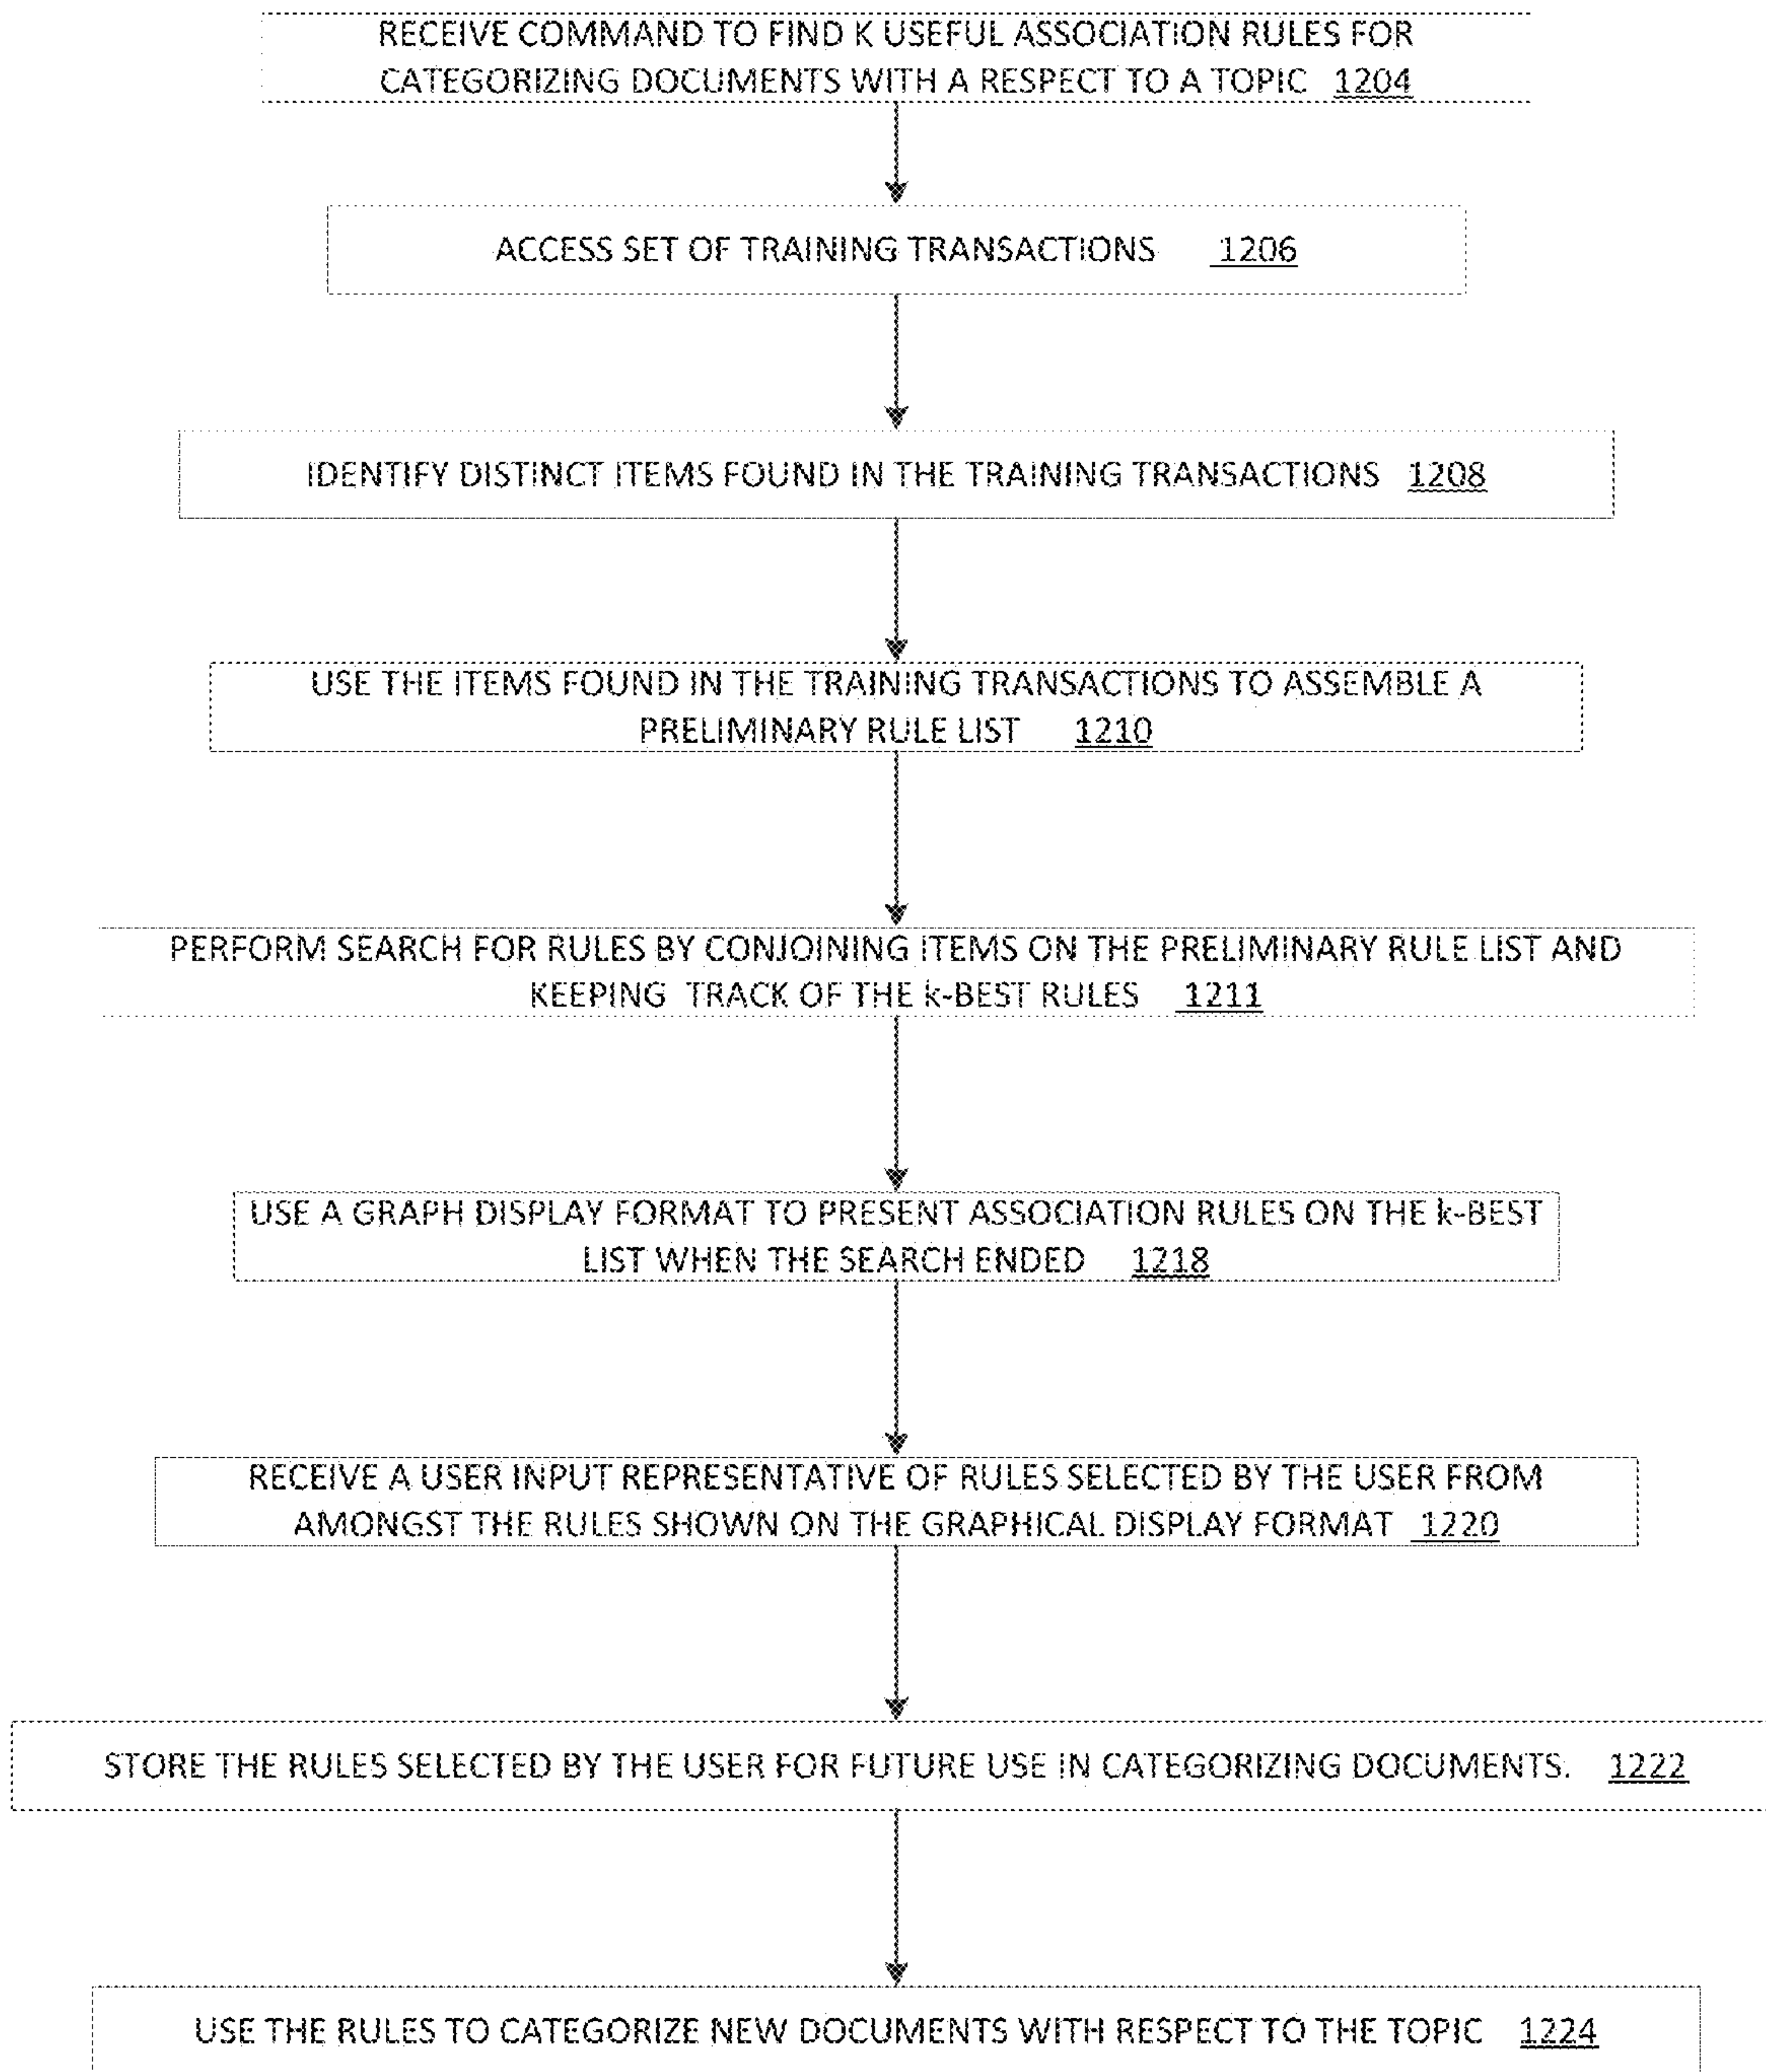 RECEIVE COMMAND TO FIND K USEFUL ASSOCIATION RULES FOR
CATEGORIZING DOCUMENTS WITH A RESPECT TO A TOPIC 1204
ACCESS SET OF TRAINING TRANSACTIONS 1206
IDENTIFY DISTINCT ITEMS FOUND IN THE TRAINING TRANSACTIONS 1208
USE THE ITEMS FOUND IN THE TRAINING TRANSACTIONS TO ASSEMBLE A
PRELIMINARY RULE LIST 1210
PERFORM SEARCH FOR RULES BY CONJOINING ITEMS ON THE PRELIMINARY RULE LIST AND
KEEPING TRACK OF THE k-BEST RULES 1211
USE A GRAPH DISPLAY FORMAT TO PRESENT ASSOCIATION RULES ON THE k-BEST
LIST WHEN THE SEARCH ENDED 1218
RECEIVE A USER INPUT REPRESENTATIVE OF RULES SELECTED BY THE USER FROM
AMONGST THE RULES SHOWN ON THE GRAPHICAL DISPLAY FORMAT 1220
STORE THE RULES SELECTED BY THE USER FOR FUTURE USE IN CATEGORIZING DOCUMENTS. 1222
USE THE RULES TO CATEGORIZE NEW DOCUMENTS WITH RESPECT TO THE TOPIC 1224